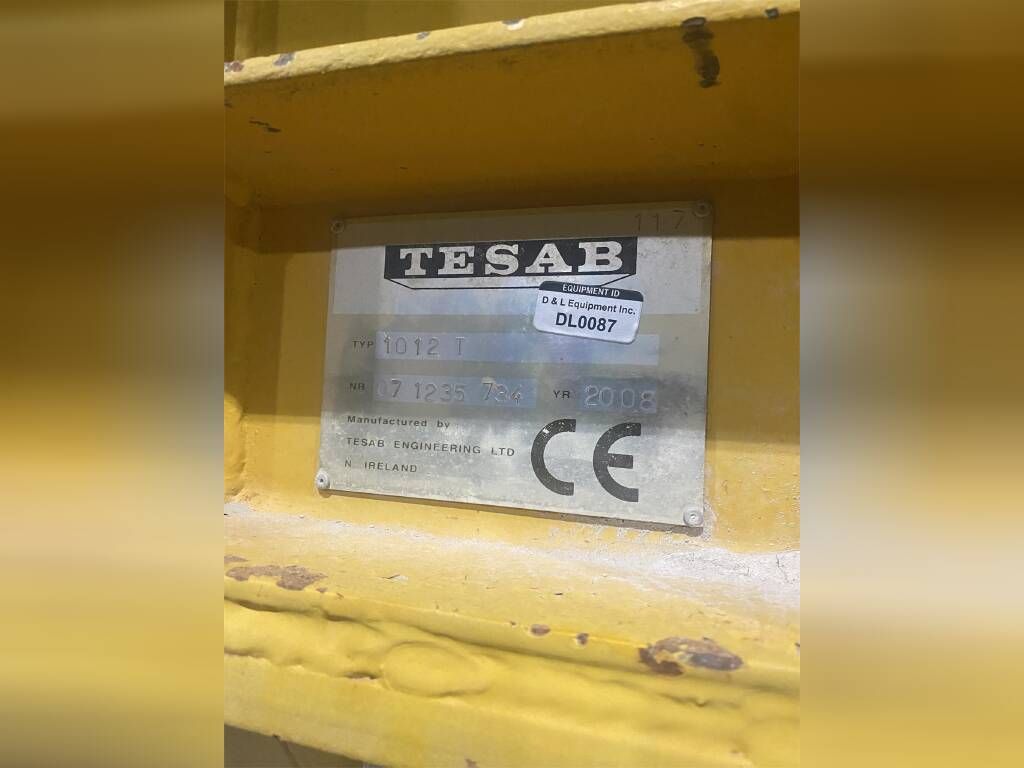 117
TESAB
EQUIPMENT ID
D & L Equipment Inc.
DL0087
TYP 1012 T
NR 07 1235 734 YR 2008
Manufactured by
TESAB ENGINEERING LTD
N. IRELAND
CE